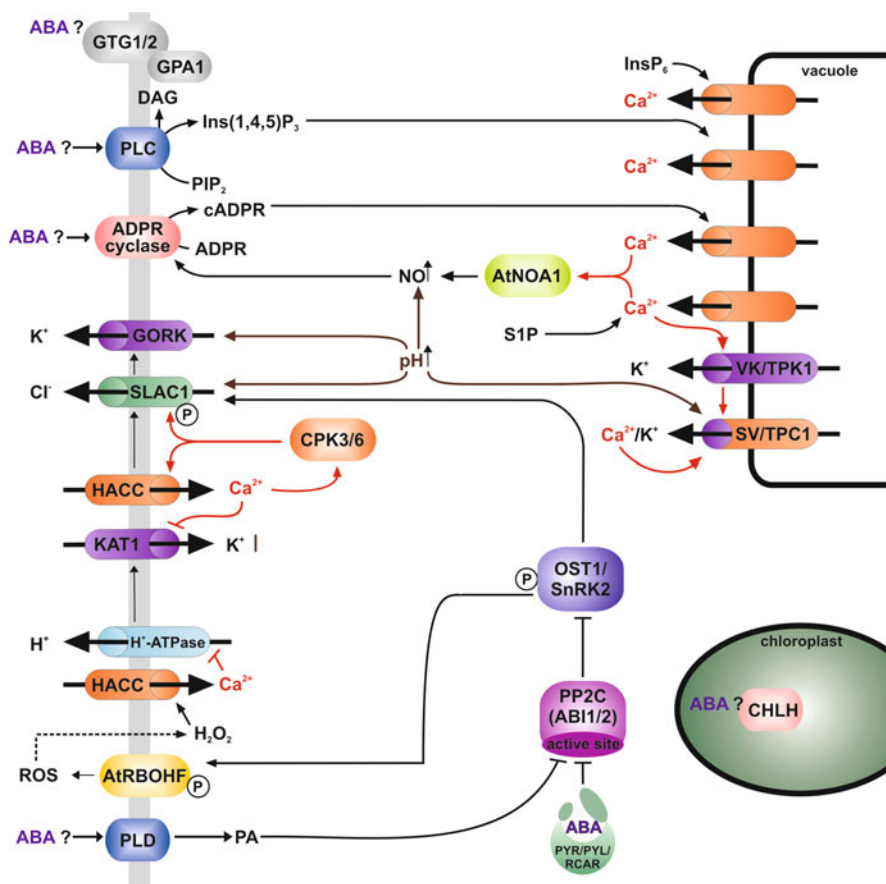 ABA ?
GTG1/2
GPA1
DAG
Ins(1,4,5)P₃
ABA ?
PLC
PIP₂
cADPR
ABA ?
ADPR
cyclase
ADPR
NO
AtNOA1
K⁺
GORK
pH
Cl⁻
SLAC1
P
CPK3/6
HACC
Ca²⁺
KAT1
K⁺
InsP₆
vacuole
Ca²⁺
Ca²⁺
Ca²⁺
Ca²⁺
S1P
K⁺
VK/TPK1
Ca²⁺/K⁺
SV/TPC1
P
OST1/
SnRK2
H⁺
H⁺-ATPase
HACC
Ca²⁺
H₂O₂
PP2C
(ABI1/2)
active site
chloroplast
ABA ?
CHLH
ROS
AtRBOHF
P
ABA ?
PLD
PA
ABA
PYR/PYL/
RCAR